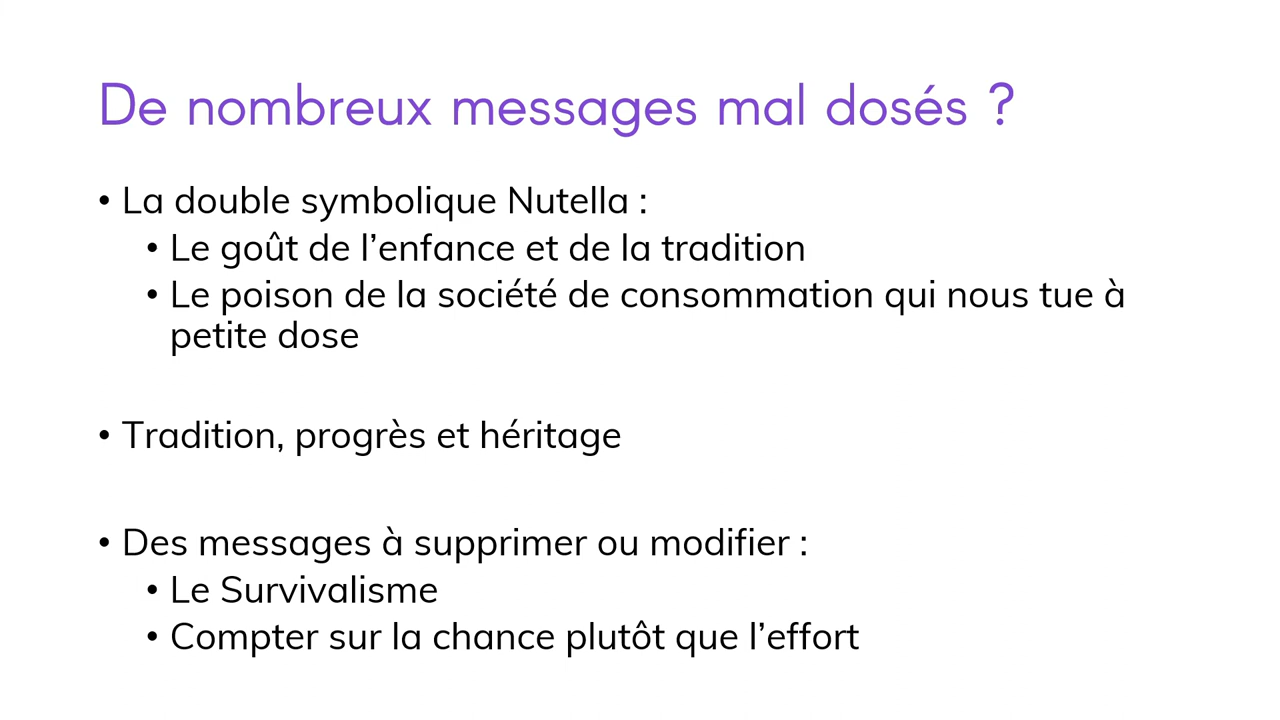 De nombreux messages mal dosés ?
• La double symbolique Nutella :
• Le goût de l’enfance et de la tradition
• Le poison de la société de consommation qui nous tue à
petite dose
• Tradition, progrès et héritage
• Des messages à supprimer ou modifier :
• Le Survivalisme
• Compter sur la chance plutôt que l’effort